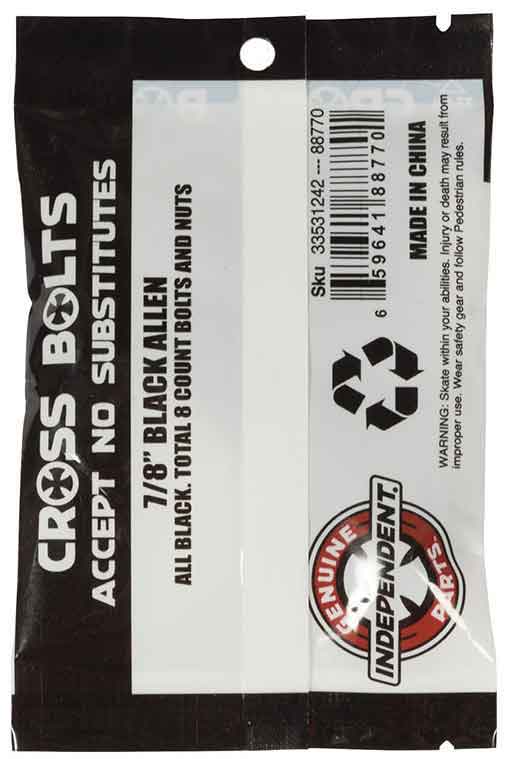 CROSS BOLTS
ACCEPT NO SUBSTITUTES
7/8" BLACK ALLEN
ALL BLACK. TOTAL 8 COUNT BOLTS AND NUTS
Sku 33531242 --- 88770
6 59641 88770
MADE IN CHINA
WARNING: Skate within your abilities. Injury or death may result from
improper use. Wear safety gear and follow Pedestrian rules.
GENUINE
INDEPENDENT.
PARTS